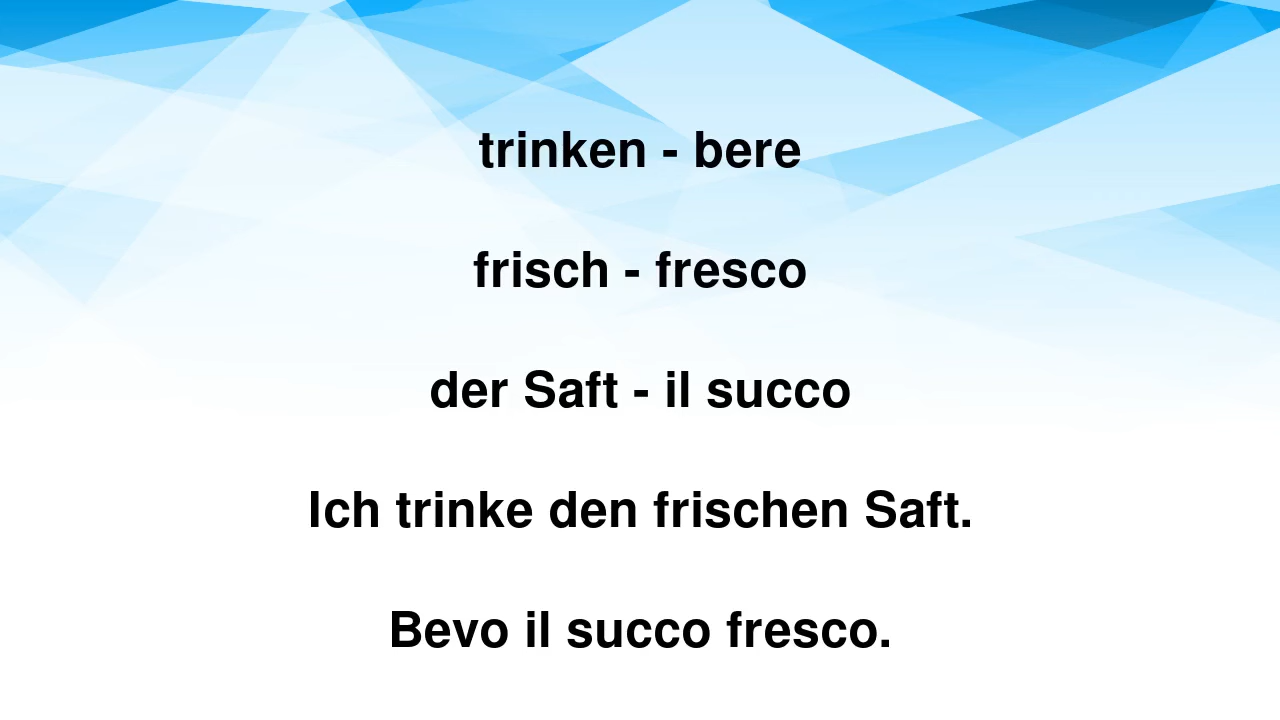 trinken - bere
frisch - fresco
der Saft - il succo
Ich trinke den frischen Saft.
Bevo il succo fresco.